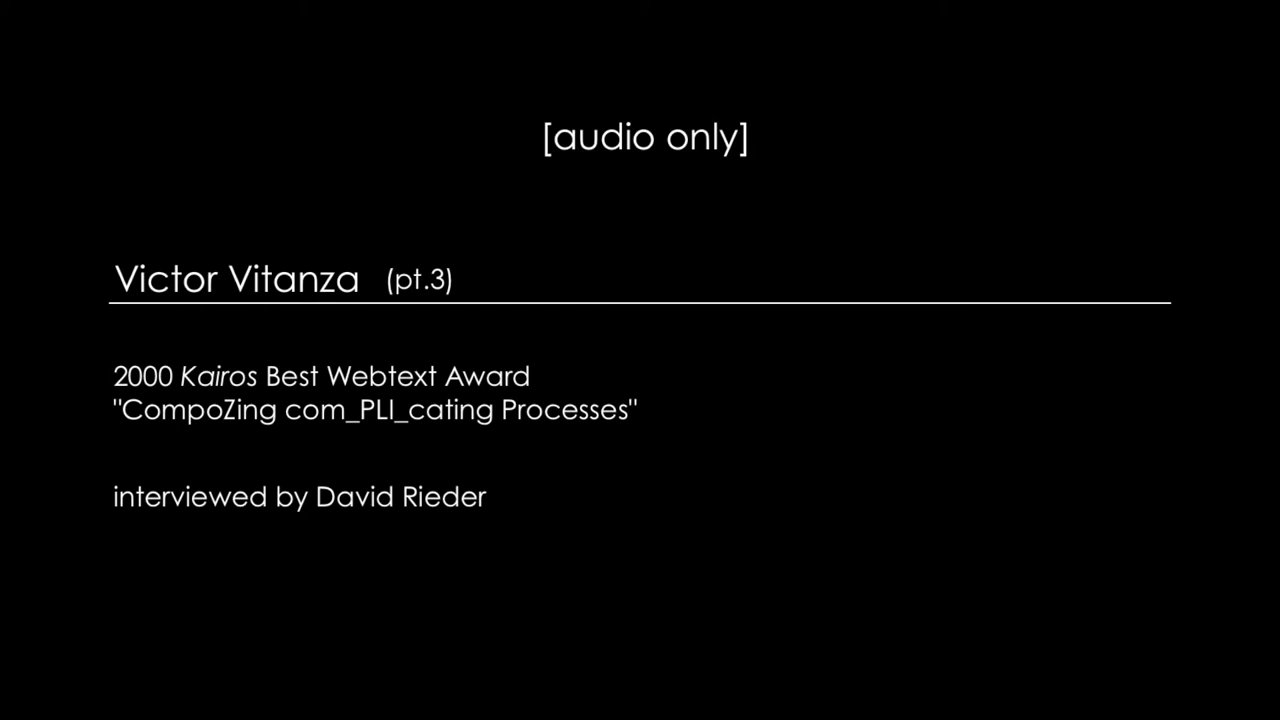 [audio only]
Victor Vitanza (pt.3)
2000 Kairos Best Webtext Award
"CompoZing com_PLI_cating Processes"
interviewed by David Rieder